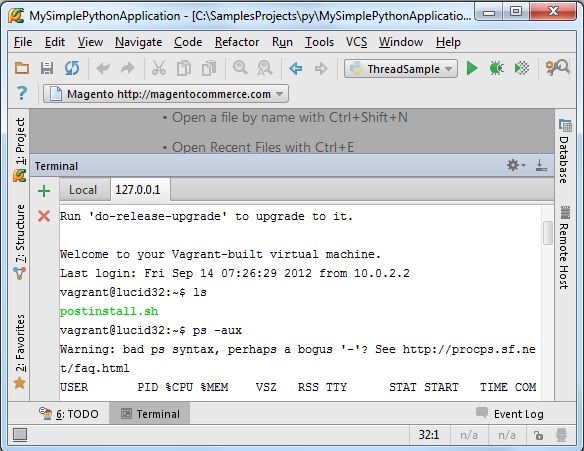 MySimplePythonApplication - [C:\SamplesProjects\py\MySimplePythonApplication...
File Edit View Navigate Code Refactor Run Tools VCS Window Help
ThreadSample
Magento http://magentocommerce.com
• Open a file by name with Ctrl+Shift+N
• Open Recent Files with Ctrl+E
1: Project
7: Structure
2: Favorites
Database
Remote Host
Terminal
Local 127.0.0.1
Run 'do-release-upgrade' to upgrade to it.
Welcome to your Vagrant-built virtual machine.
Last login: Fri Sep 14 07:26:29 2012 from 10.0.2.2
vagrant@lucid32:~$ ls
postinstall.sh
vagrant@lucid32:~$ ps -aux
Warning: bad ps syntax, perhaps a bogus '-'? See http://procps.sf.ne
t/faq.html
USER PID %CPU %MEM VSZ RSS TTY STAT START TIME COM
6: TODO Terminal Event Log
32:1 n/a n/a